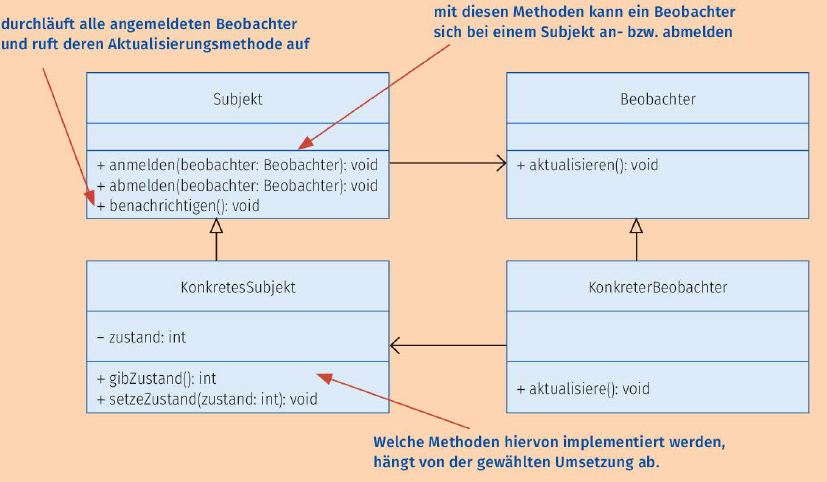 durchläuft alle angemeldeten Beobachter
und ruft deren Aktualisierungsmethode auf
mit diesen Methoden kann ein Beobachter
sich bei einem Subjekt an- bzw. abmelden
Subjekt
+ anmelden(beobachter: Beobachter): void
+ abmelden(beobachter: Beobachter): void
+ benachrichtigen(): void
Beobachter
+ aktualisieren(): void
KonkretesSubjekt
– zustand: int
+ gibZustand(): int
+ setzeZustand(zustand: int): void
KonkreterBeobachter
+ aktualisiere(): void
Welche Methoden hiervon implementiert werden,
hängt von der gewählten Umsetzung ab.